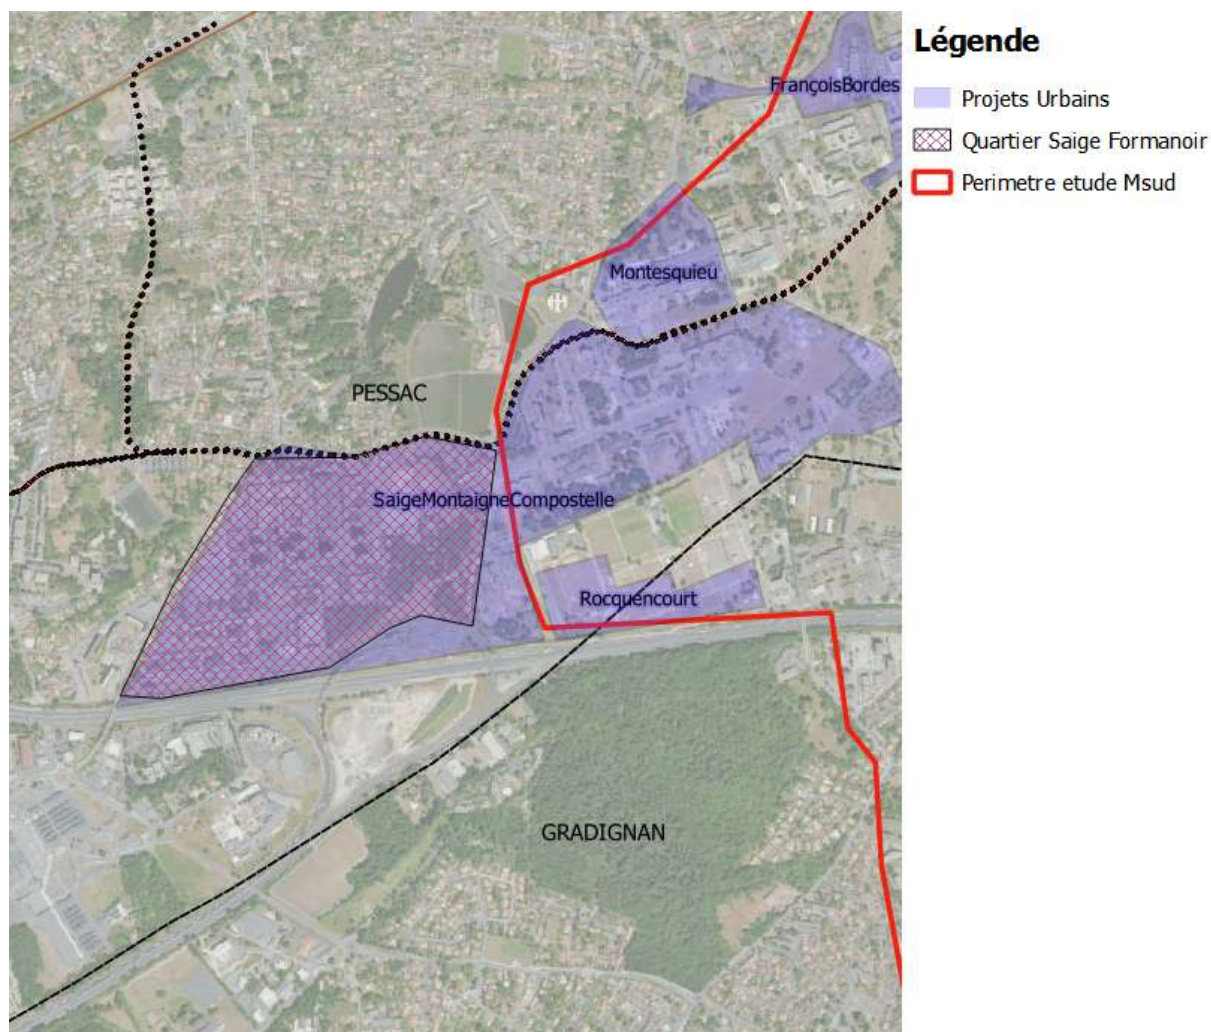 Légende
Projets Urbains
Quartier Saige Formanoir
Perimetre etude Msud
FrançoisBordes
Montesquieu
PESSAC
SaigeMontaigneCompostelle
Rocquencourt
GRADIGNAN